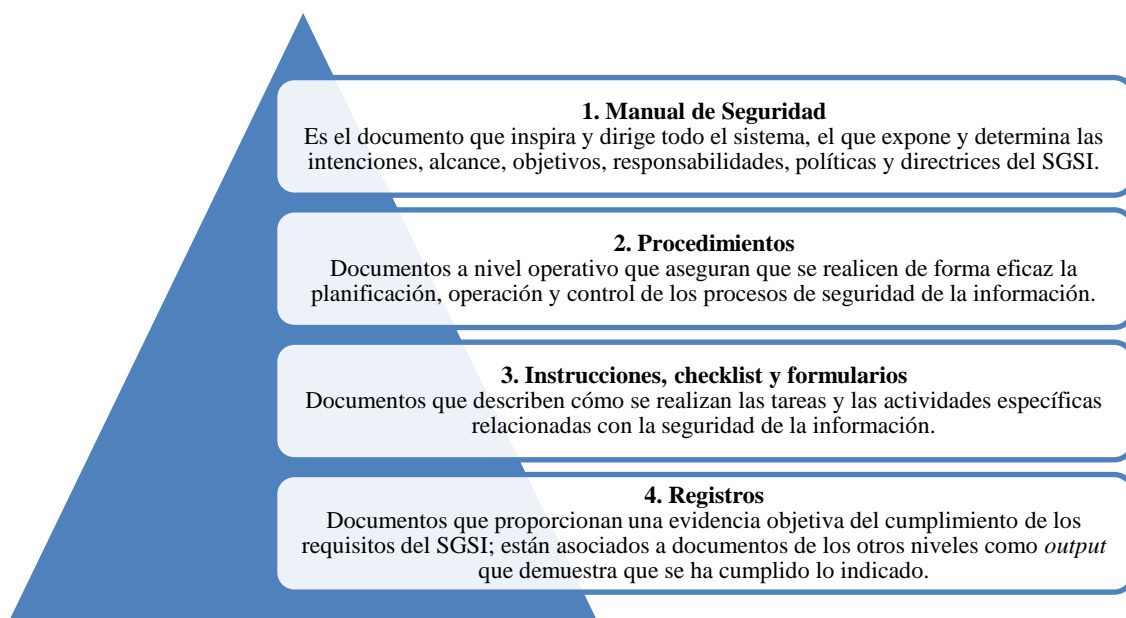 1. Manual de Seguridad
Es el documento que inspira y dirige todo el sistema, el que expone y determina las
intenciones, alcance, objetivos, responsabilidades, políticas y directrices del SGSI.
2. Procedimientos
Documentos a nivel operativo que aseguran que se realicen de forma eficaz la
planificación, operación y control de los procesos de seguridad de la información.
3. Instrucciones, checklist y formularios
Documentos que describen cómo se realizan las tareas y las actividades específicas
relacionadas con la seguridad de la información.
4. Registros
Documentos que proporcionan una evidencia objetiva del cumplimiento de los
requisitos del SGSI; están asociados a documentos de los otros niveles como output
que demuestra que se ha cumplido lo indicado.